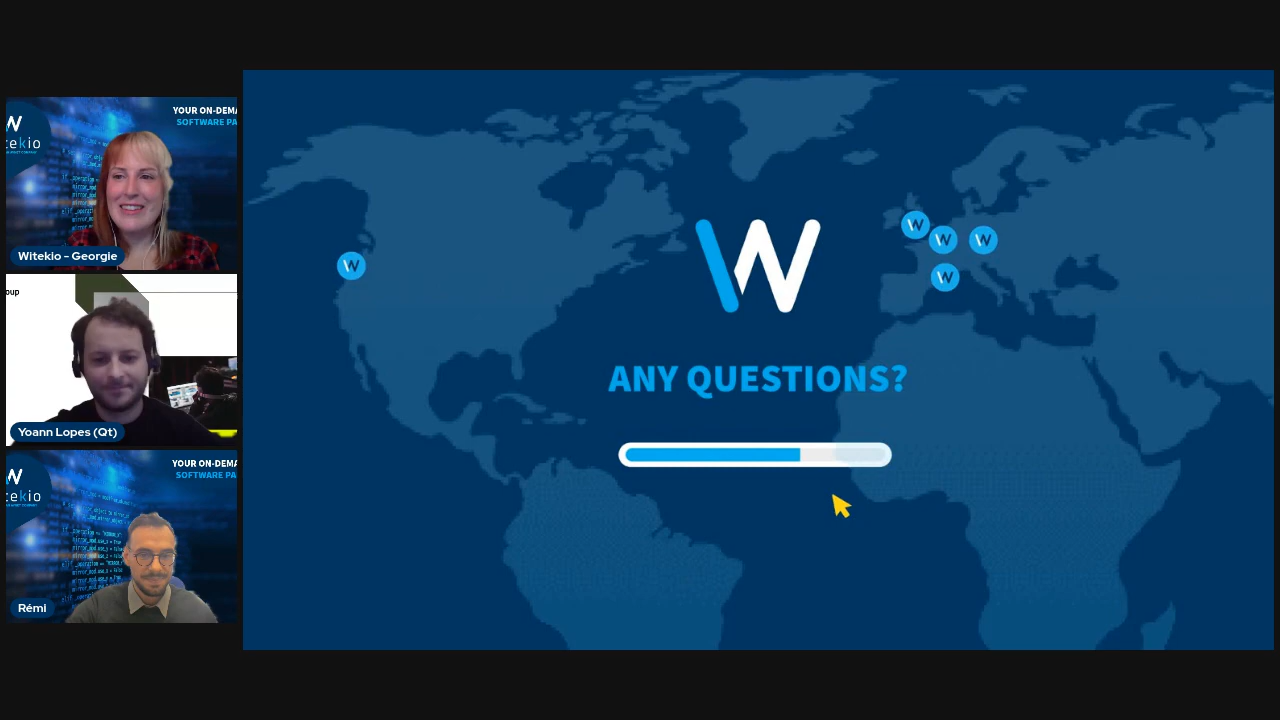 YOUR ON-DEMA
SOFTWARE PA
W
tekio
Witekio - Georgie
oup
Yoann Lopes (Qt)
YOUR ON-DEMA
SOFTWARE PA
W
tekio
Rémi
W
W
W
W
W
W
ANY QUESTIONS?